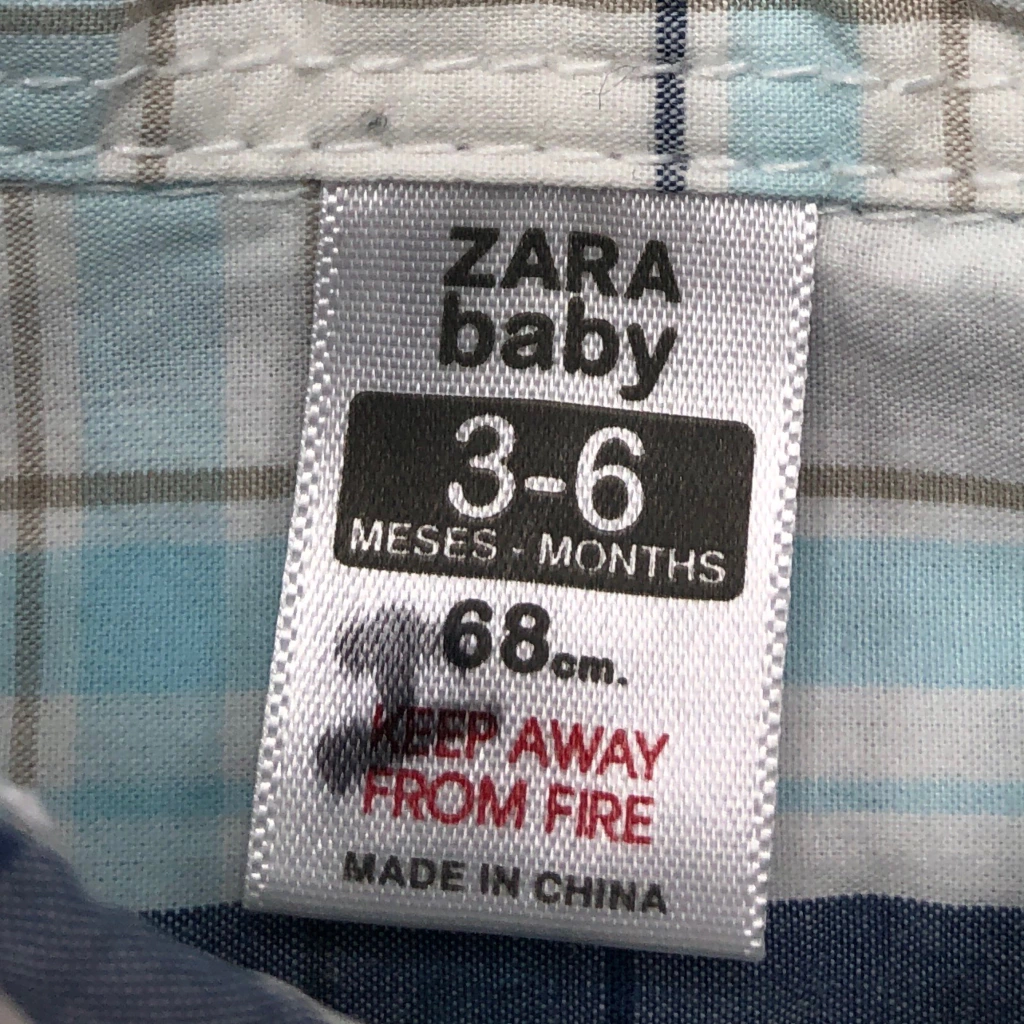 ZARA
baby
3-6
MESES - MONTHS
68cm.
KEEP AWAY
FROM FIRE
MADE IN CHINA